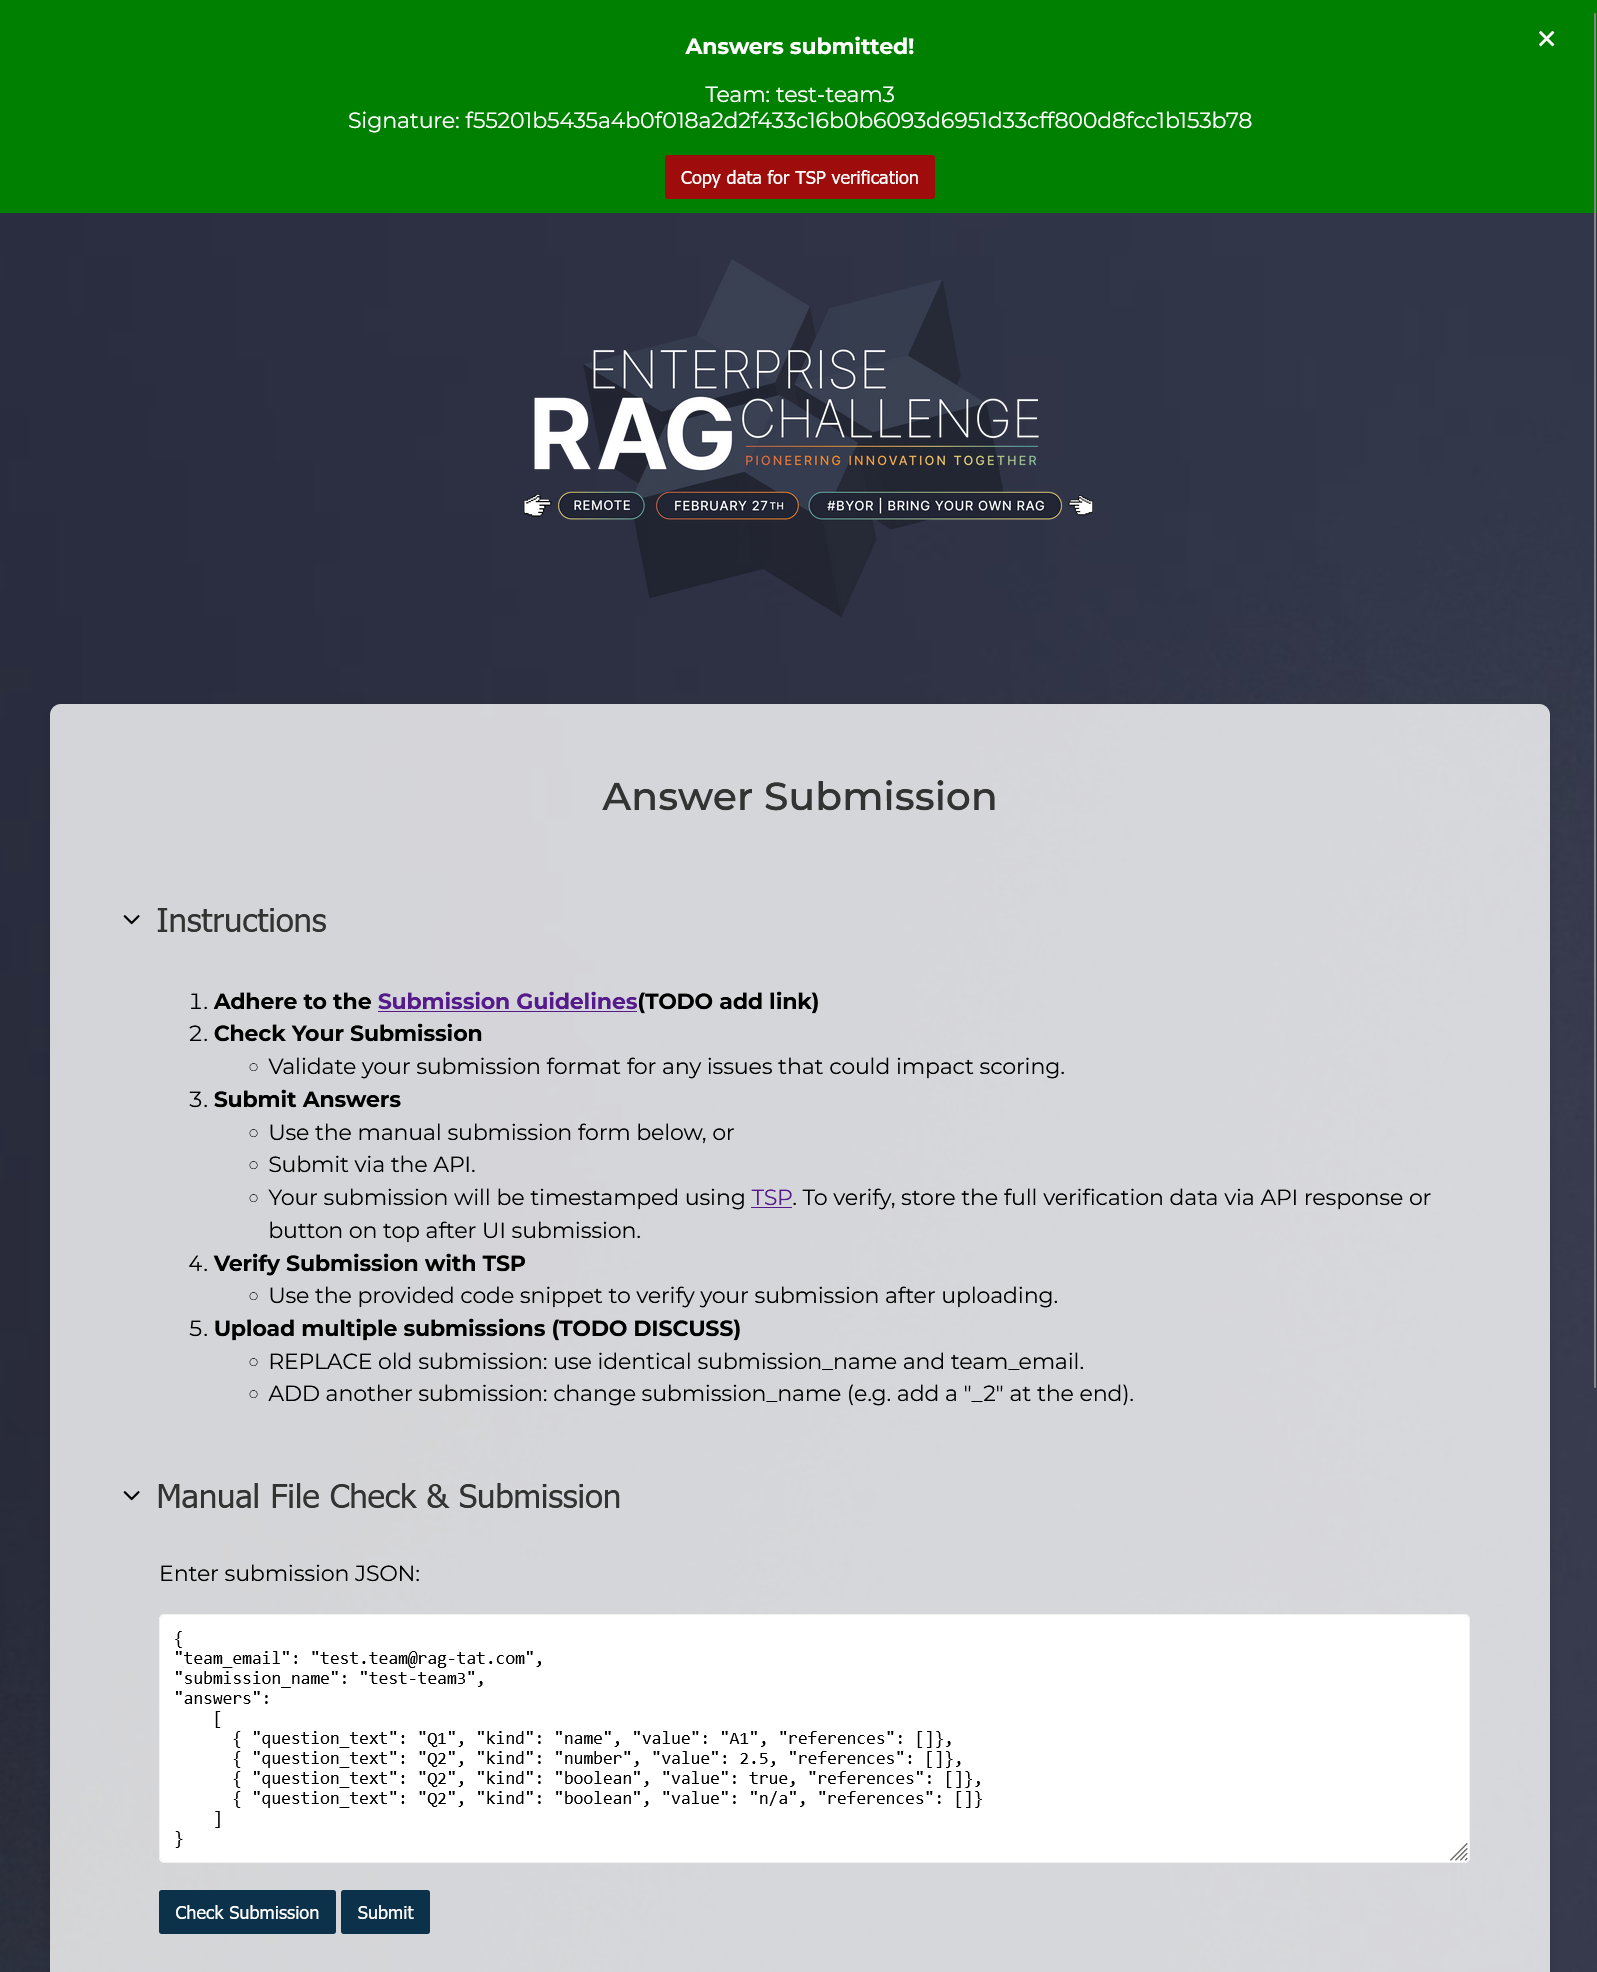 Answers submitted!
Team: test-team3
Signature: f55201b5435a4b0f018a2d2f433c16b0b6093d6951d33cff800d8fcc1b153b78
Copy data for TSP verification
ENTERPRISE
RAG CHALLENGE
PIONEERING INNOVATION TOGETHER
REMOTE FEBRUARY 27TH #BYOR | BRING YOUR OWN RAG
Answer Submission
Instructions
1. Adhere to the Submission Guidelines(TODO add link)
2. Check Your Submission
◦ Validate your submission format for any issues that could impact scoring.
3. Submit Answers
◦ Use the manual submission form below, or
◦ Submit via the API.
◦ Your submission will be timestamped using TSP. To verify, store the full verification data via API response or
button on top after UI submission.
4. Verify Submission with TSP
◦ Use the provided code snippet to verify your submission after uploading.
5. Upload multiple submissions (TODO DISCUSS)
◦ REPLACE old submission: use identical submission_name and team_email.
◦ ADD another submission: change submission_name (e.g. add a "_2" at the end).
Manual File Check & Submission
Enter submission JSON:
{
"team_email": "test.team@rag-tat.com",
"submission_name": "test-team3",
"answers":
[
{ "question_text": "Q1", "kind": "name", "value": "A1", "references": []},
{ "question_text": "Q2", "kind": "number", "value": 2.5, "references": []},
{ "question_text": "Q2", "kind": "boolean", "value": true, "references": []},
{ "question_text": "Q2", "kind": "boolean", "value": "n/a", "references": []}
]
}
Check Submission Submit